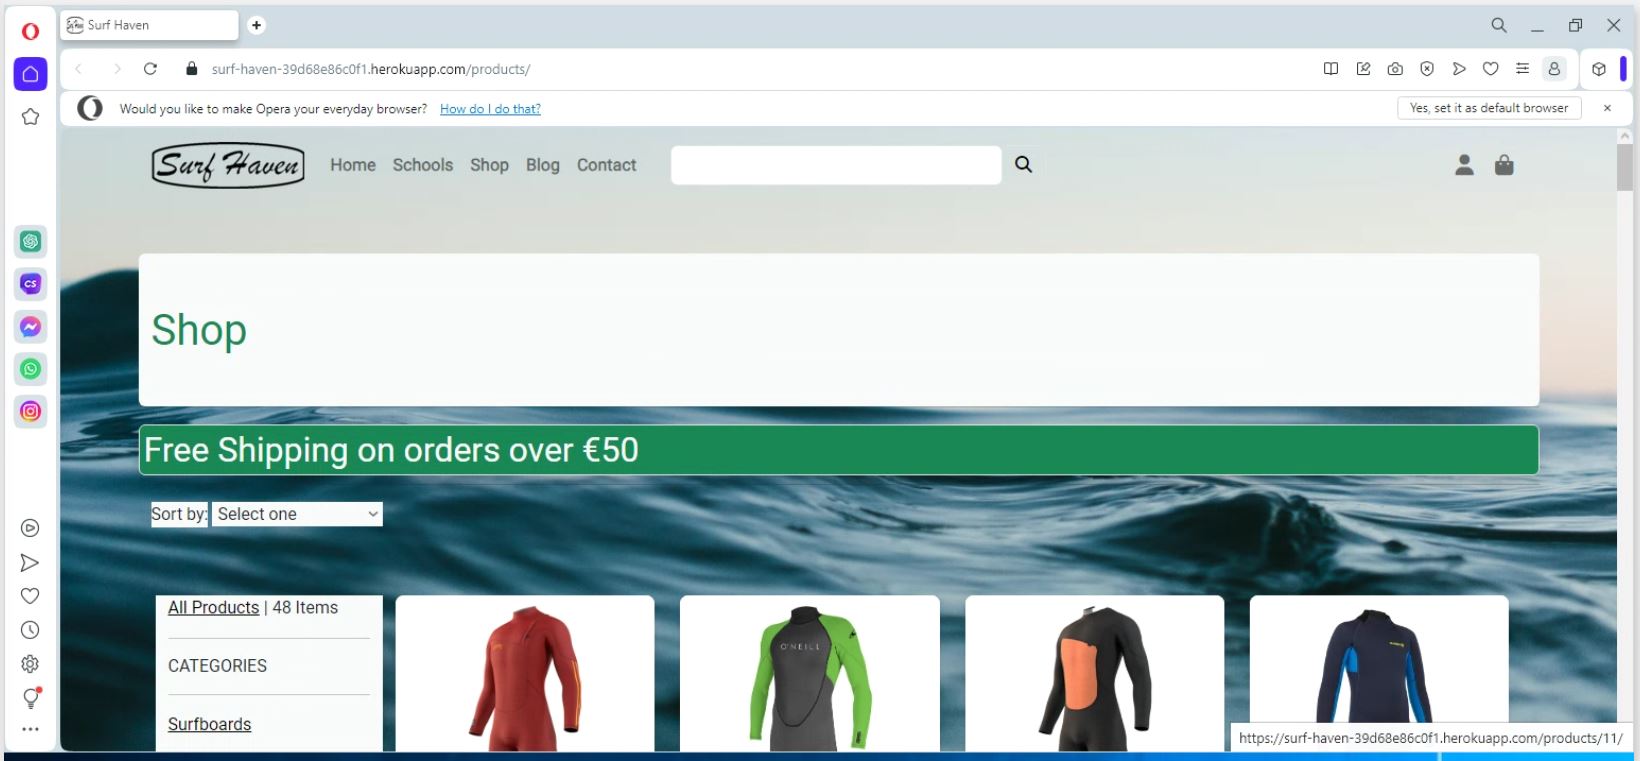 Surf Haven
surf-haven-39d68e86c0f1.herokuapp.com/products/
Would you like to make Opera your everyday browser? How do I do that? Yes, set it as default browser
Surf Haven Home Schools Shop Blog Contact
Shop
Free Shipping on orders over €50
Sort by: Select one
All Products | 48 Items
CATEGORIES
Surfboards
O'NEILL
CS
https://surf-haven-39d68e86c0f1.herokuapp.com/products/11/